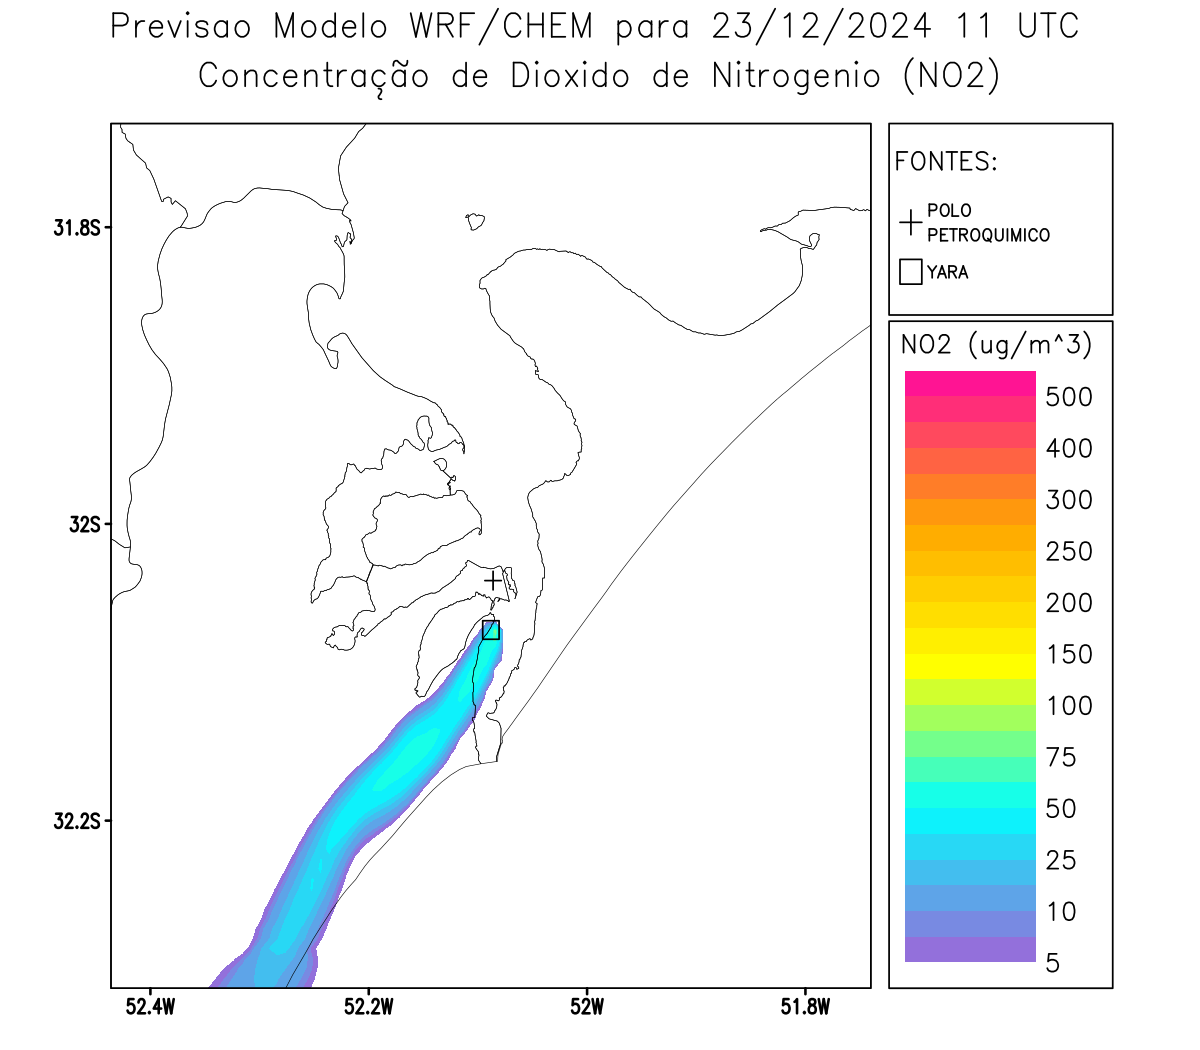 Previsao Modelo WRF/CHEM para 23/12/2024 11 UTC
Concentração de Dioxido de Nitrogenio (NO2)
FONTES:
POLO
PETROQUIMICO
YARA
NO2 (ug/m^3)
500
400
300
250
200
150
100
75
50
25
10
5
31.8S
32S
32.2S
52.4W
52.2W
52W
51.8W